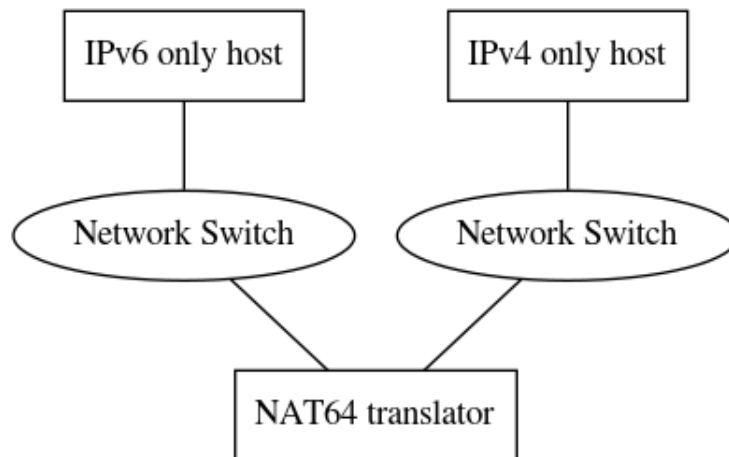 IPv6 only host
IPv4 only host
Network Switch
Network Switch
NAT64 translator